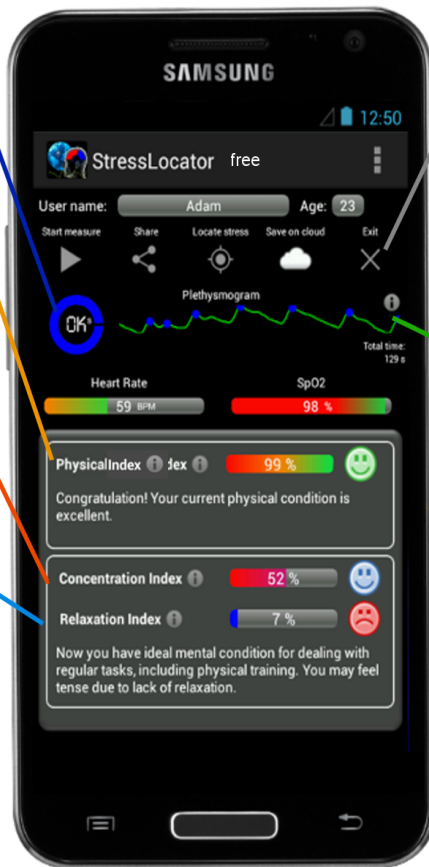 SAMSUNG
12:50
StressLocator free
User name: Adam Age: 23
Start measure Share Locate stress Save on cloud Exit
Plethysmogram
OK
Total time:
129 s
Heart Rate SpO2
59 BPM 98 %
PhysicalIndex dex 99 %
Congratulation! Your current physical condition is
excellent.
Concentration Index 52 %
Relaxation Index 7 %
Now you have ideal mental condition for dealing with
regular tasks, including physical training. You may feel
tense due to lack of relaxation.